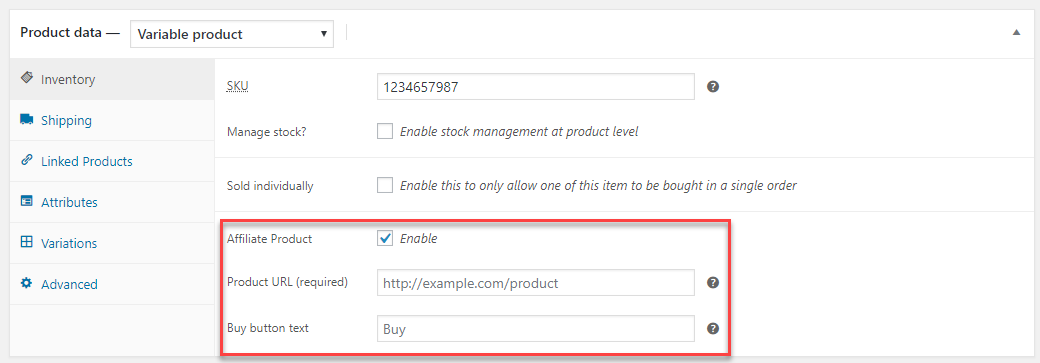 Product data — Variable product
Inventory
Shipping
Linked Products
Attributes
Variations
Advanced
SKU 1234657987
Manage stock? Enable stock management at product level
Sold individually Enable this to only allow one of this item to be bought in a single order
Affiliate Product Enable
Product URL (required) http://example.com/product
Buy button text Buy